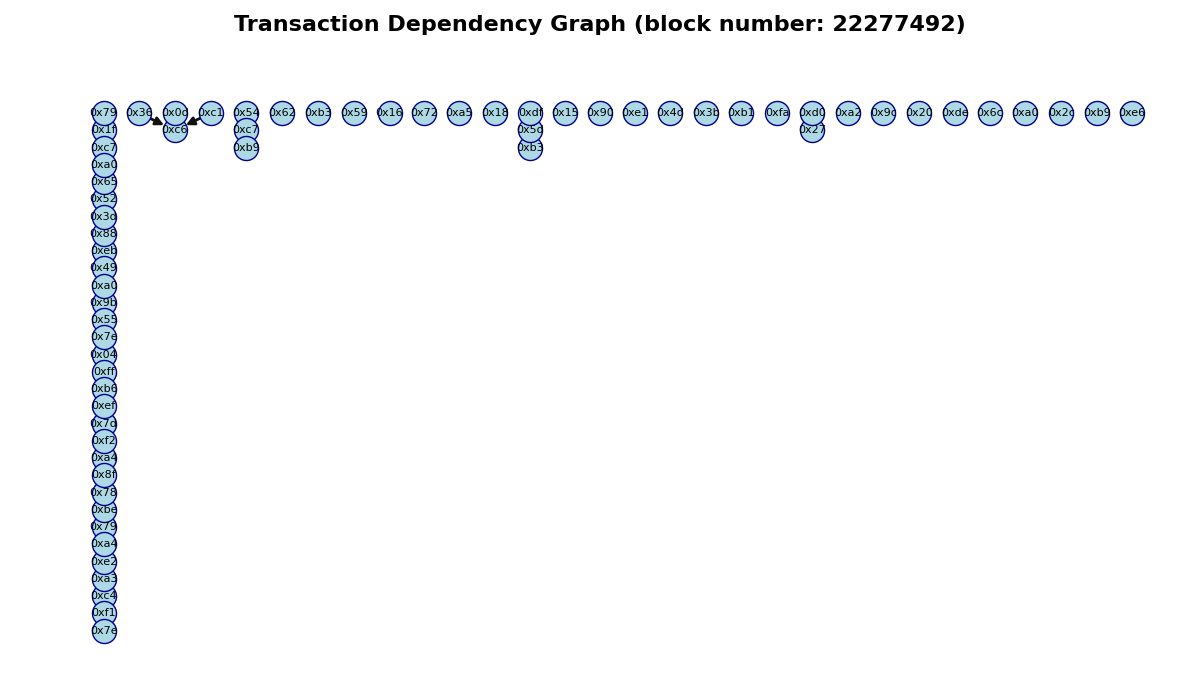 Transaction Dependency Graph (block number: 22277492)
0x79 0x36 0x0c 0xc1 0x54 0x62 0xb3 0x59 0x16 0x72 0xa5 0x18 0xdf 0x15 0x90 0xe1 0x4d 0x3b 0xb1 0xfa 0xd0 0xa2 0x9c 0x20 0xde 0x6c 0xa0 0x2c 0xb9 0xe6
0x1f 0xc6 0xc7 0x5d 0x27
0xc7 0xb9 0xb3
0xa0
0x65
0x52
0x3d
0x88
0xeb
0x49
0xa0
0x9b
0x55
0x7e
0x04
0xff
0xb6
0xef
0x7d
0xf2
0xa4
0x8f
0x78
0xbe
0x79
0xa4
0xe2
0xa3
0xc4
0xf1
0x7e